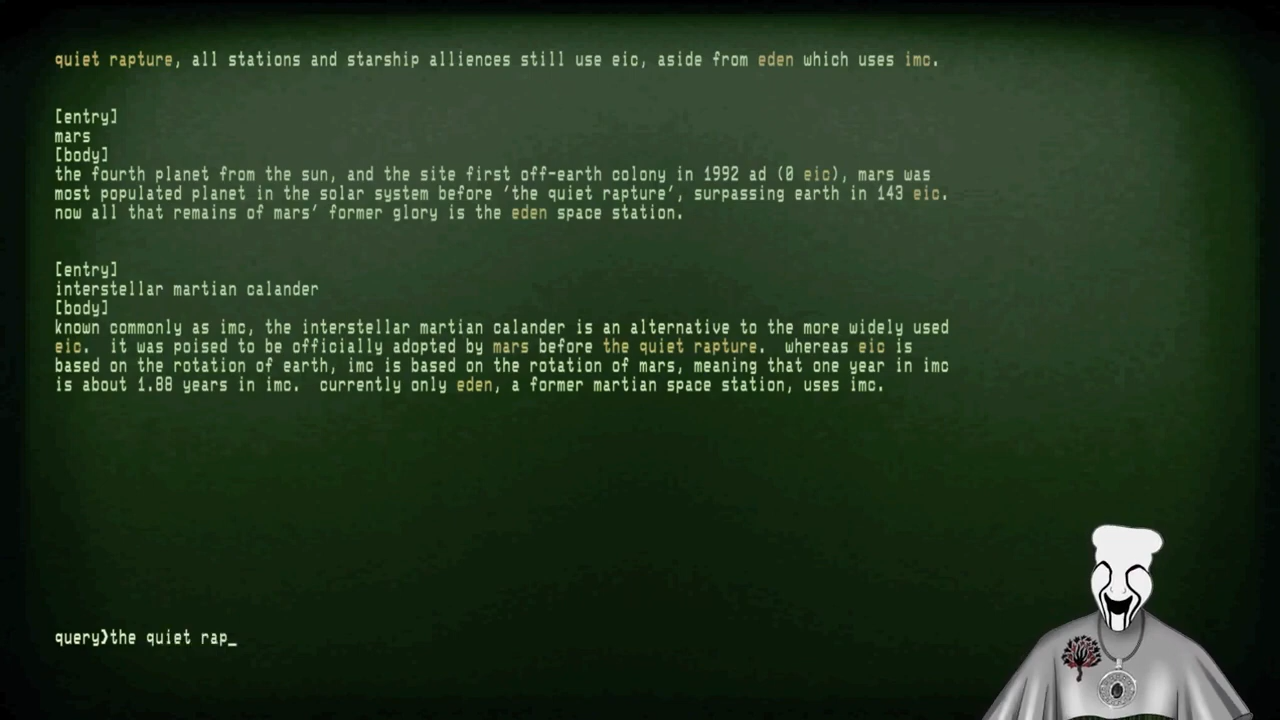 quiet rapture, all stations and starship alliences still use eic, aside from eden which uses imc.
[entry]
mars
[body]
the fourth planet from the sun, and the site first off-earth colony in 1992 ad (0 eic), mars was
most populated planet in the solar system before 'the quiet rapture', surpassing earth in 143 eic.
now all that remains of mars' former glory is the eden space station.
[entry]
interstellar martian calander
[body]
known commonly as imc, the interstellar martian calander is an alternative to the more widely used
eic.  it was poised to be officially adopted by mars before the quiet rapture.  whereas eic is
based on the rotation of earth, imc is based on the rotation of mars, meaning that one year in imc
is about 1.88 years in imc.  currently only eden, a former martian space station, uses imc.
query>the quiet rap_